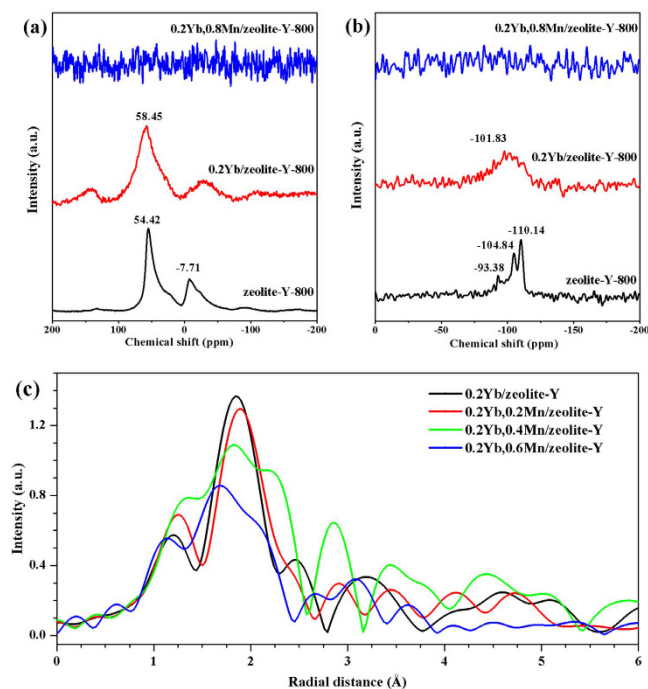 (a)
0.2Yb,0.8Mn/zeolite-Y-800
58.45
0.2Yb/zeolite-Y-800
54.42
-7.71
zeolite-Y-800
Intensity (a.u.)
200 100 0 -100 -200
Chemical shift (ppm)
(b)
0.2Yb,0.8Mn/zeolite-Y-800
-101.83
0.2Yb/zeolite-Y-800
-110.14
-104.84
-93.38
zeolite-Y-800
Intensity (a.u.)
0 -50 -100 -150 -200
Chemical shift (ppm)
(c)
0.2Yb/zeolite-Y
0.2Yb,0.2Mn/zeolite-Y
0.2Yb,0.4Mn/zeolite-Y
0.2Yb,0.6Mn/zeolite-Y
Intensity (a.u.)
1.2
0.8
0.4
0.0
0 1 2 3 4 5 6
Radial distance (Å)